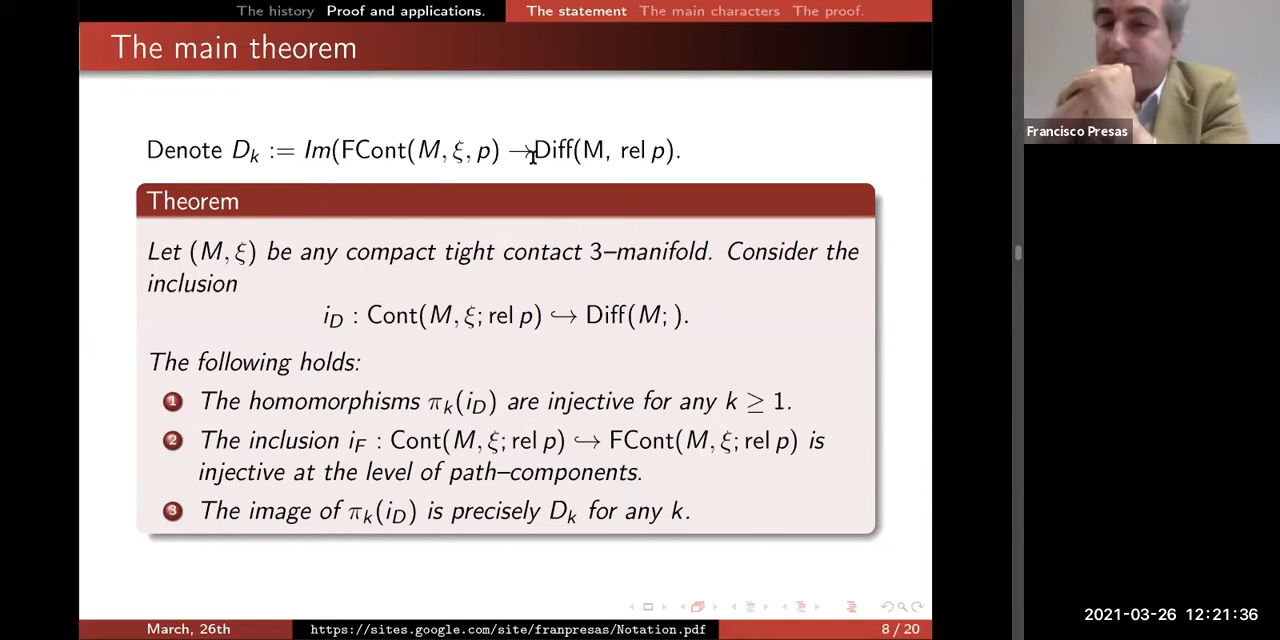 The history Proof and applications. The statement The main characters The proof.
The main theorem
Denote D_k := Im(FCont(M, ξ, p) → Diff(M, rel p).
Theorem
Let (M, ξ) be any compact tight contact 3–manifold. Consider the
inclusion
i_D : Cont(M, ξ; rel p) ↪ Diff(M; ).
The following holds:
1 The homomorphisms π_k(i_D) are injective for any k ≥ 1.
2 The inclusion i_F : Cont(M, ξ; rel p) ↪ FCont(M, ξ; rel p) is
injective at the level of path–components.
3 The image of π_k(i_D) is precisely D_k for any k.
March, 26th https://sites.google.com/site/franpresas/Notation.pdf 8 / 20
Francisco Presas
2021-03-26 12:21:36